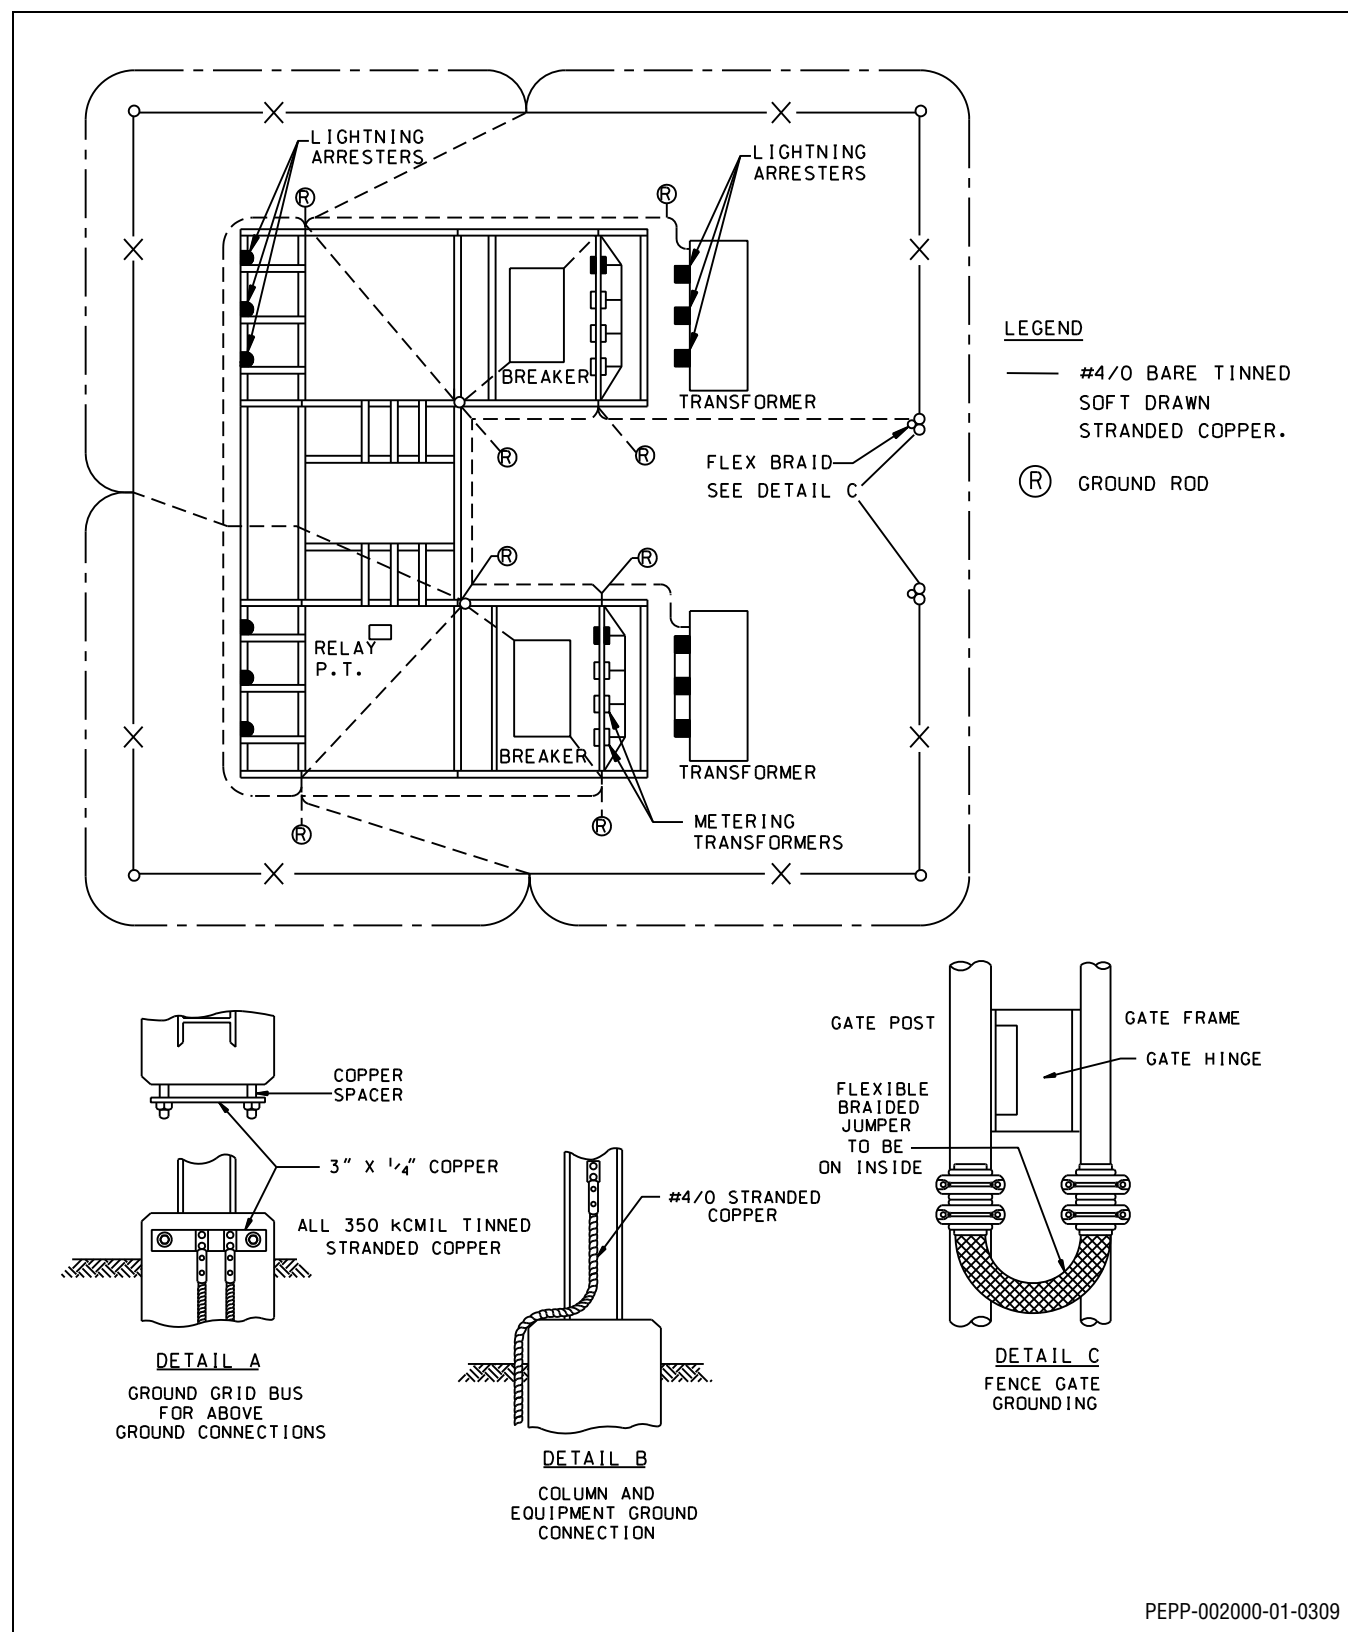 LIGHTNING
ARRESTERS
LIGHTNING
ARRESTERS
R
R
BREAKER
TRANSFORMER
R
R
FLEX BRAID
SEE DETAIL C
LEGEND
#4/0 BARE TINNED
SOFT DRAWN
STRANDED COPPER.
R GROUND ROD
R
R
RELAY
P.T.
BREAKER
TRANSFORMER
R
R
METERING
TRANSFORMERS
COPPER
SPACER
3" X 1/4" COPPER
ALL 350 kCMIL TINNED
STRANDED COPPER
DETAIL A
GROUND GRID BUS
FOR ABOVE
GROUND CONNECTIONS
#4/0 STRANDED
COPPER
DETAIL B
COLUMN AND
EQUIPMENT GROUND
CONNECTION
GATE POST
GATE FRAME
GATE HINGE
FLEXIBLE
BRAIDED
JUMPER
TO BE
ON INSIDE
DETAIL C
FENCE GATE
GROUNDING
PEPP-002000-01-0309